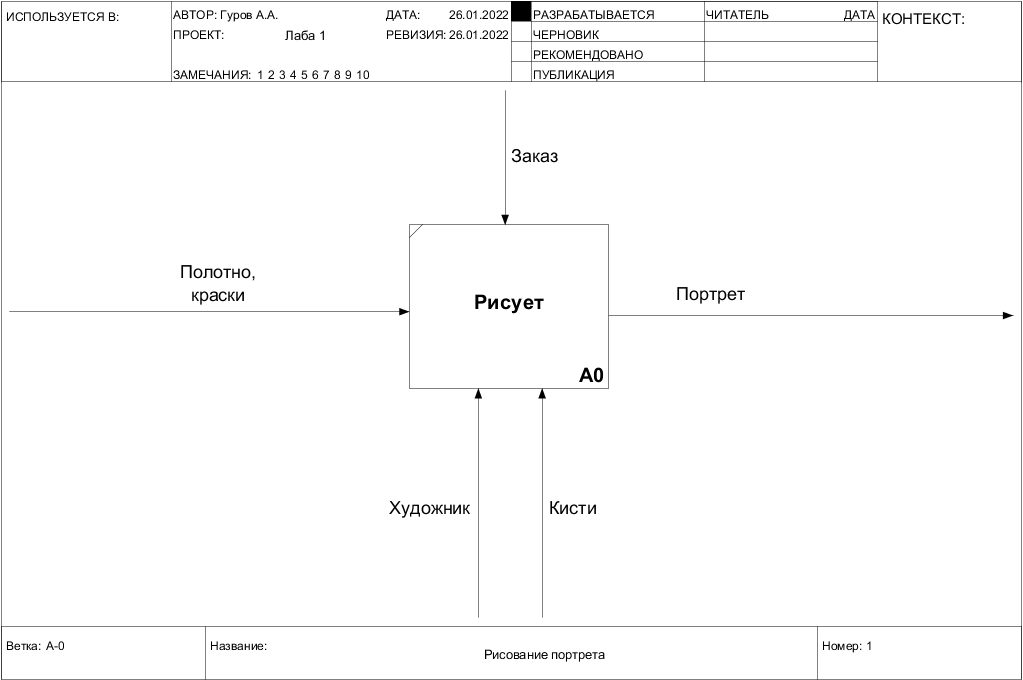 ИСПОЛЬЗУЕТСЯ В:
АВТОР: Гуров А.А.
ДАТА: 26.01.2022
ПРОЕКТ: Лаба 1
РЕВИЗИЯ: 26.01.2022
ЗАМЕЧАНИЯ: 1 2 3 4 5 6 7 8 9 10
РАЗРАБАТЫВАЕТСЯ
ЧЕРНОВИК
РЕКОМЕНДОВАНО
ПУБЛИКАЦИЯ
ЧИТАТЕЛЬ ДАТА
КОНТЕКСТ:
Заказ
Полотно,
краски
Рисует
A0
Портрет
Художник
Кисти
Ветка: A-0
Название:
Рисование портрета
Номер: 1